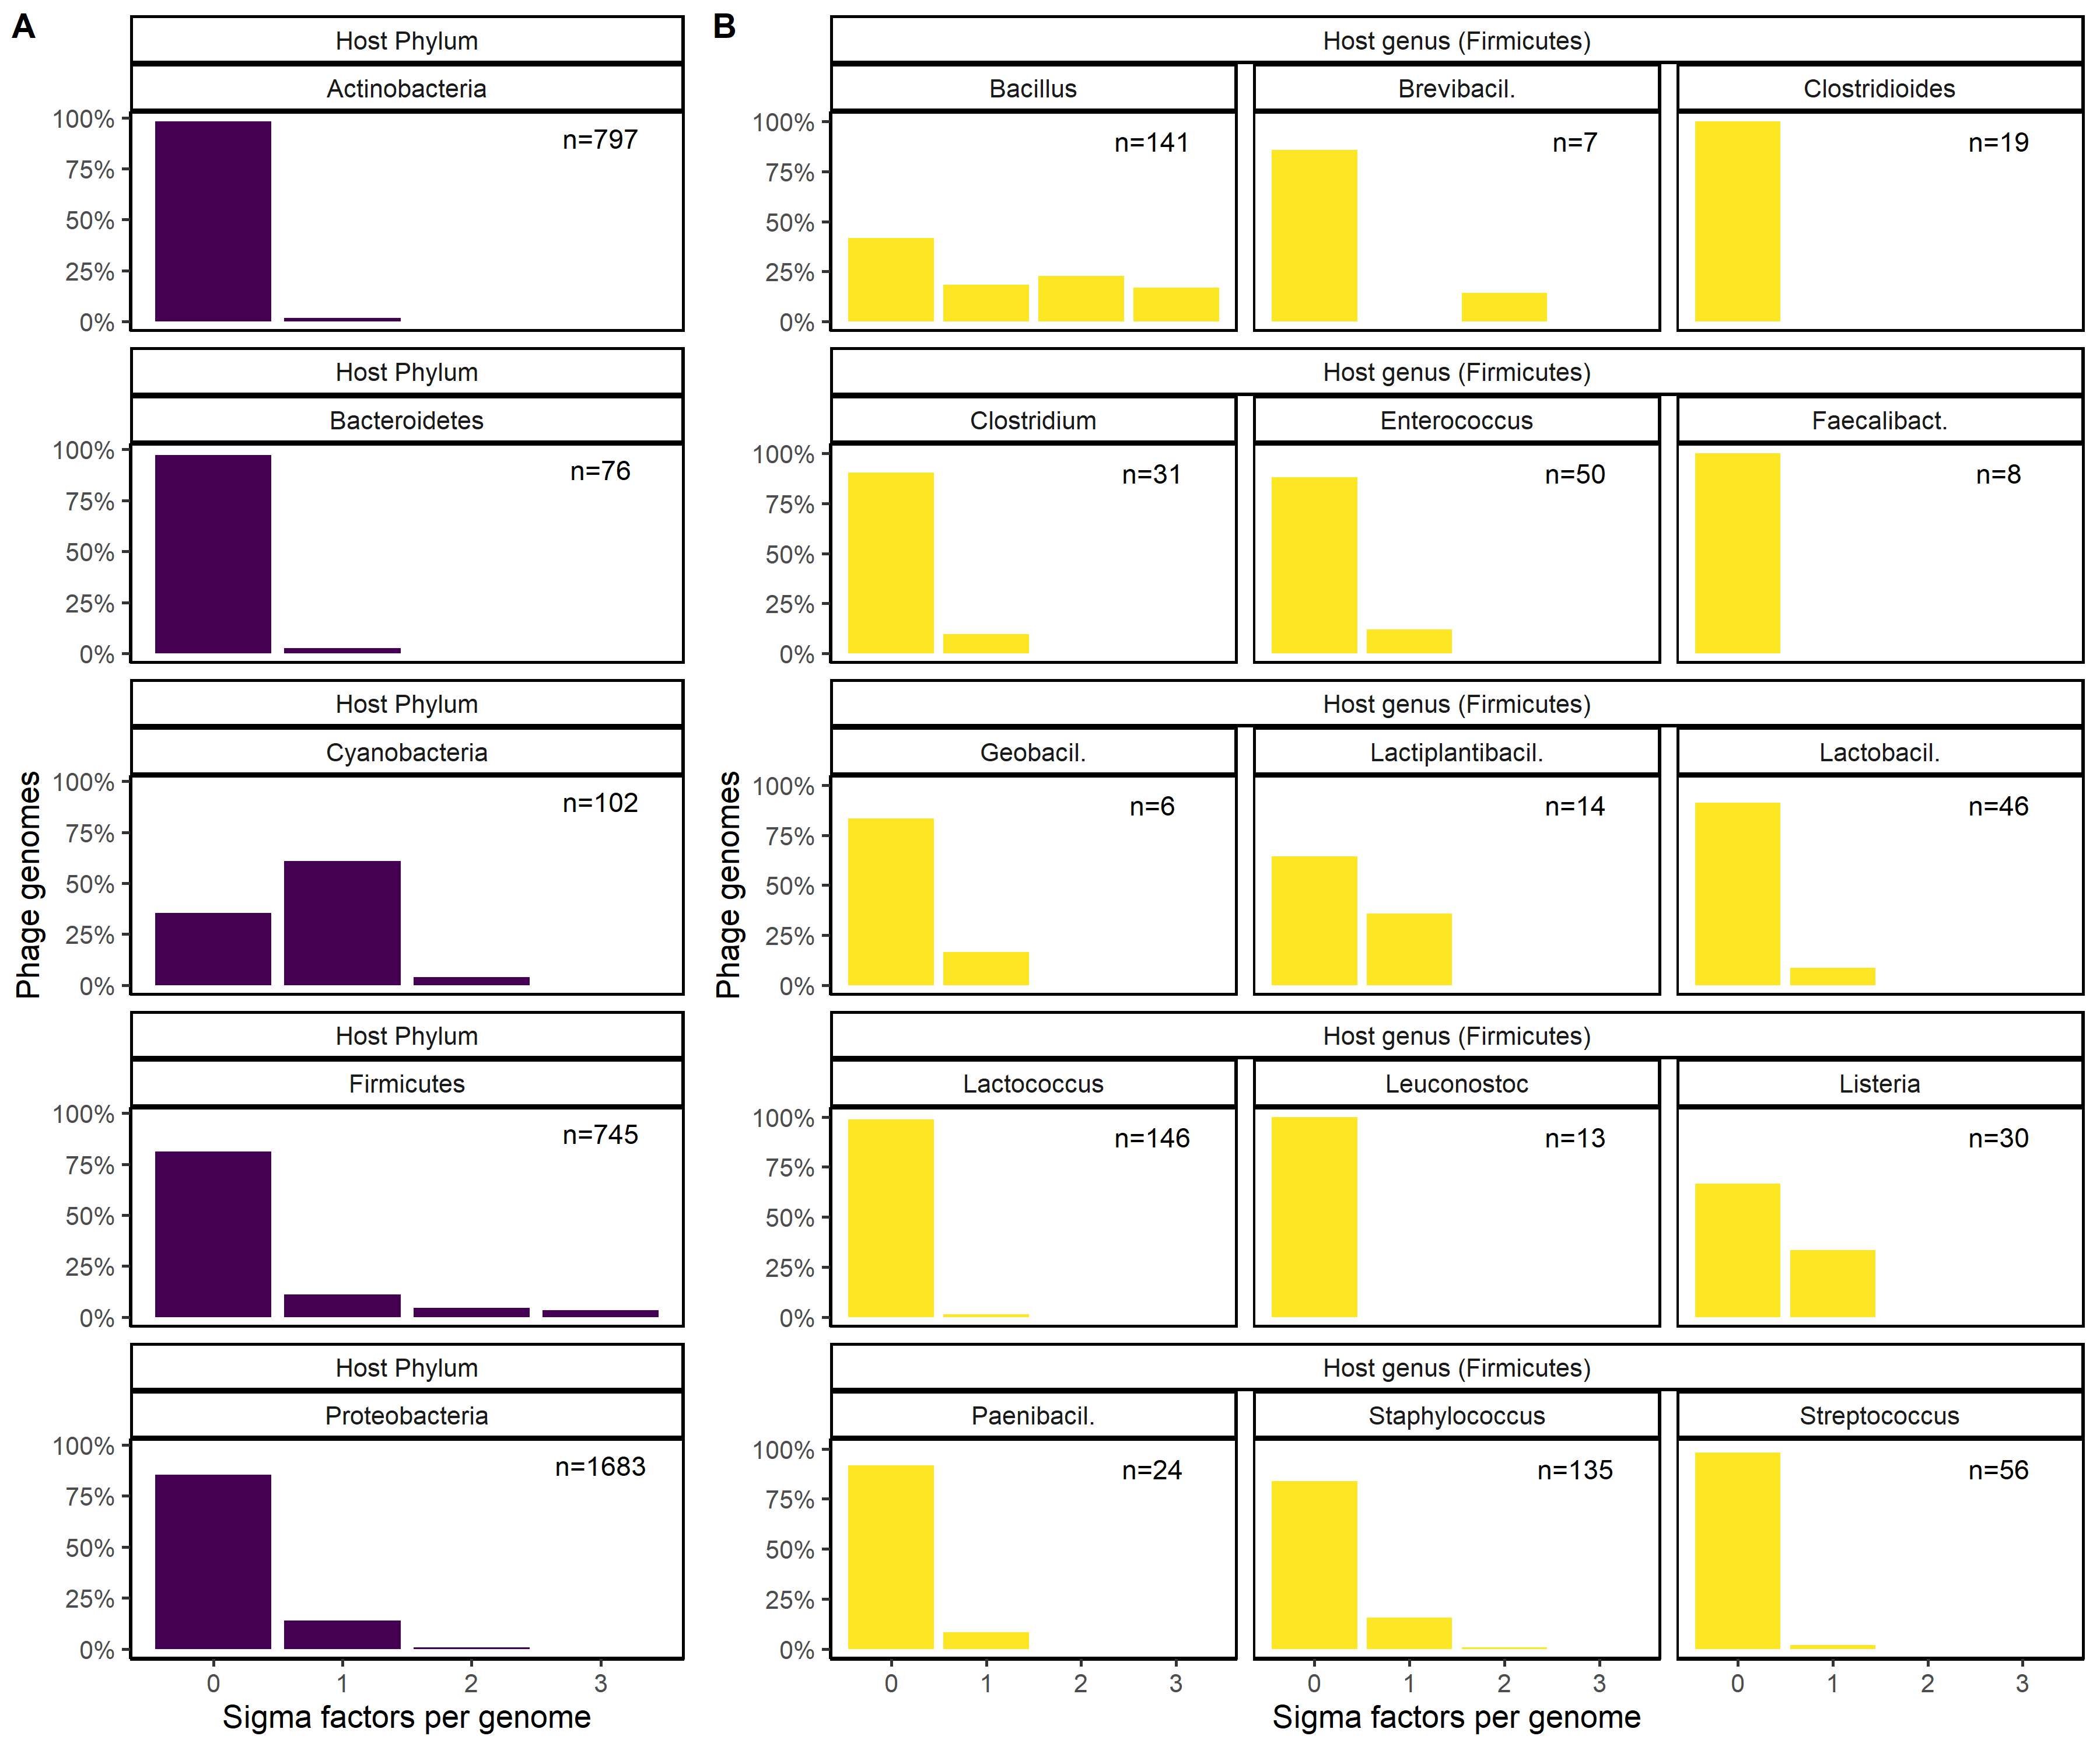 A
Host Phylum
Actinobacteria
100%
75%
50%
25%
0%
n=797
Host Phylum
Bacteroidetes
100%
75%
50%
25%
0%
n=76
Host Phylum
Cyanobacteria
100%
75%
50%
25%
0%
n=102
Host Phylum
Firmicutes
100%
75%
50%
25%
0%
n=745
Host Phylum
Proteobacteria
100%
75%
50%
25%
0%
n=1683
0 1 2 3
Sigma factors per genome
Phage genomes
B
Host genus (Firmicutes)
Bacillus Brevibacil. Clostridioides
100%
75%
50%
25%
0%
n=141 n=7 n=19
Host genus (Firmicutes)
Clostridium Enterococcus Faecalibact.
100%
75%
50%
25%
0%
n=31 n=50 n=8
Host genus (Firmicutes)
Geobacil. Lactiplantibacil. Lactobacil.
100%
75%
50%
25%
0%
n=6 n=14 n=46
Host genus (Firmicutes)
Lactococcus Leuconostoc Listeria
100%
75%
50%
25%
0%
n=146 n=13 n=30
Host genus (Firmicutes)
Paenibacil. Staphylococcus Streptococcus
100%
75%
50%
25%
0%
n=24 n=135 n=56
0 1 2 3 0 1 2 3 0 1 2 3
Sigma factors per genome
Phage genomes